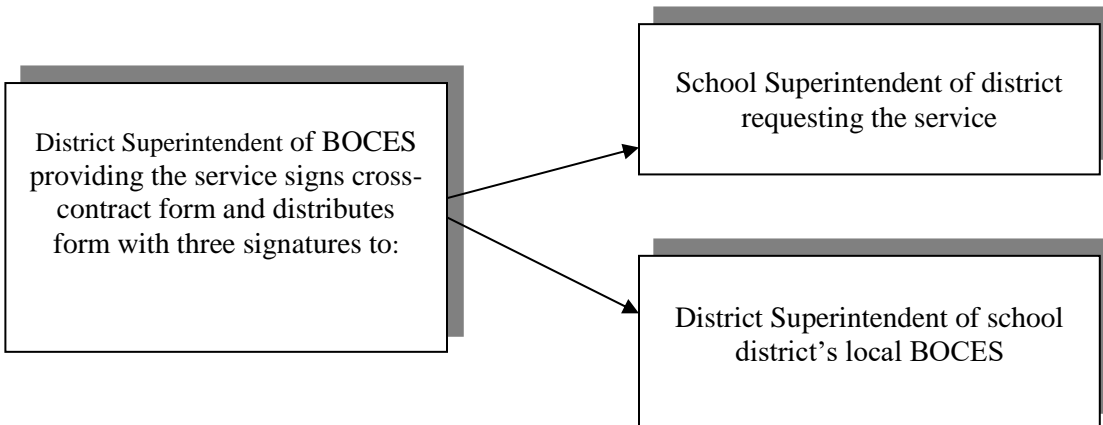 District Superintendent of BOCES
providing the service signs cross-
contract form and distributes
form with three signatures to:
School Superintendent of district
requesting the service
District Superintendent of school
district’s local BOCES